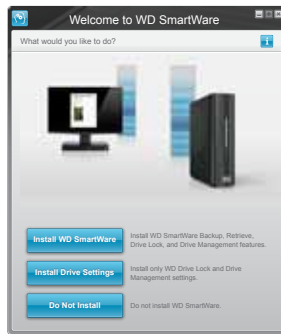 Welcome to WD SmartWare
What would you like to do?
Install WD SmartWare
Install WD SmartWare Backup, Retrieve,
Drive Lock, and Drive Management features.
Install Drive Settings
Install only WD Drive Lock and Drive
Management settings.
Do Not Install
Do not install WD SmartWare.